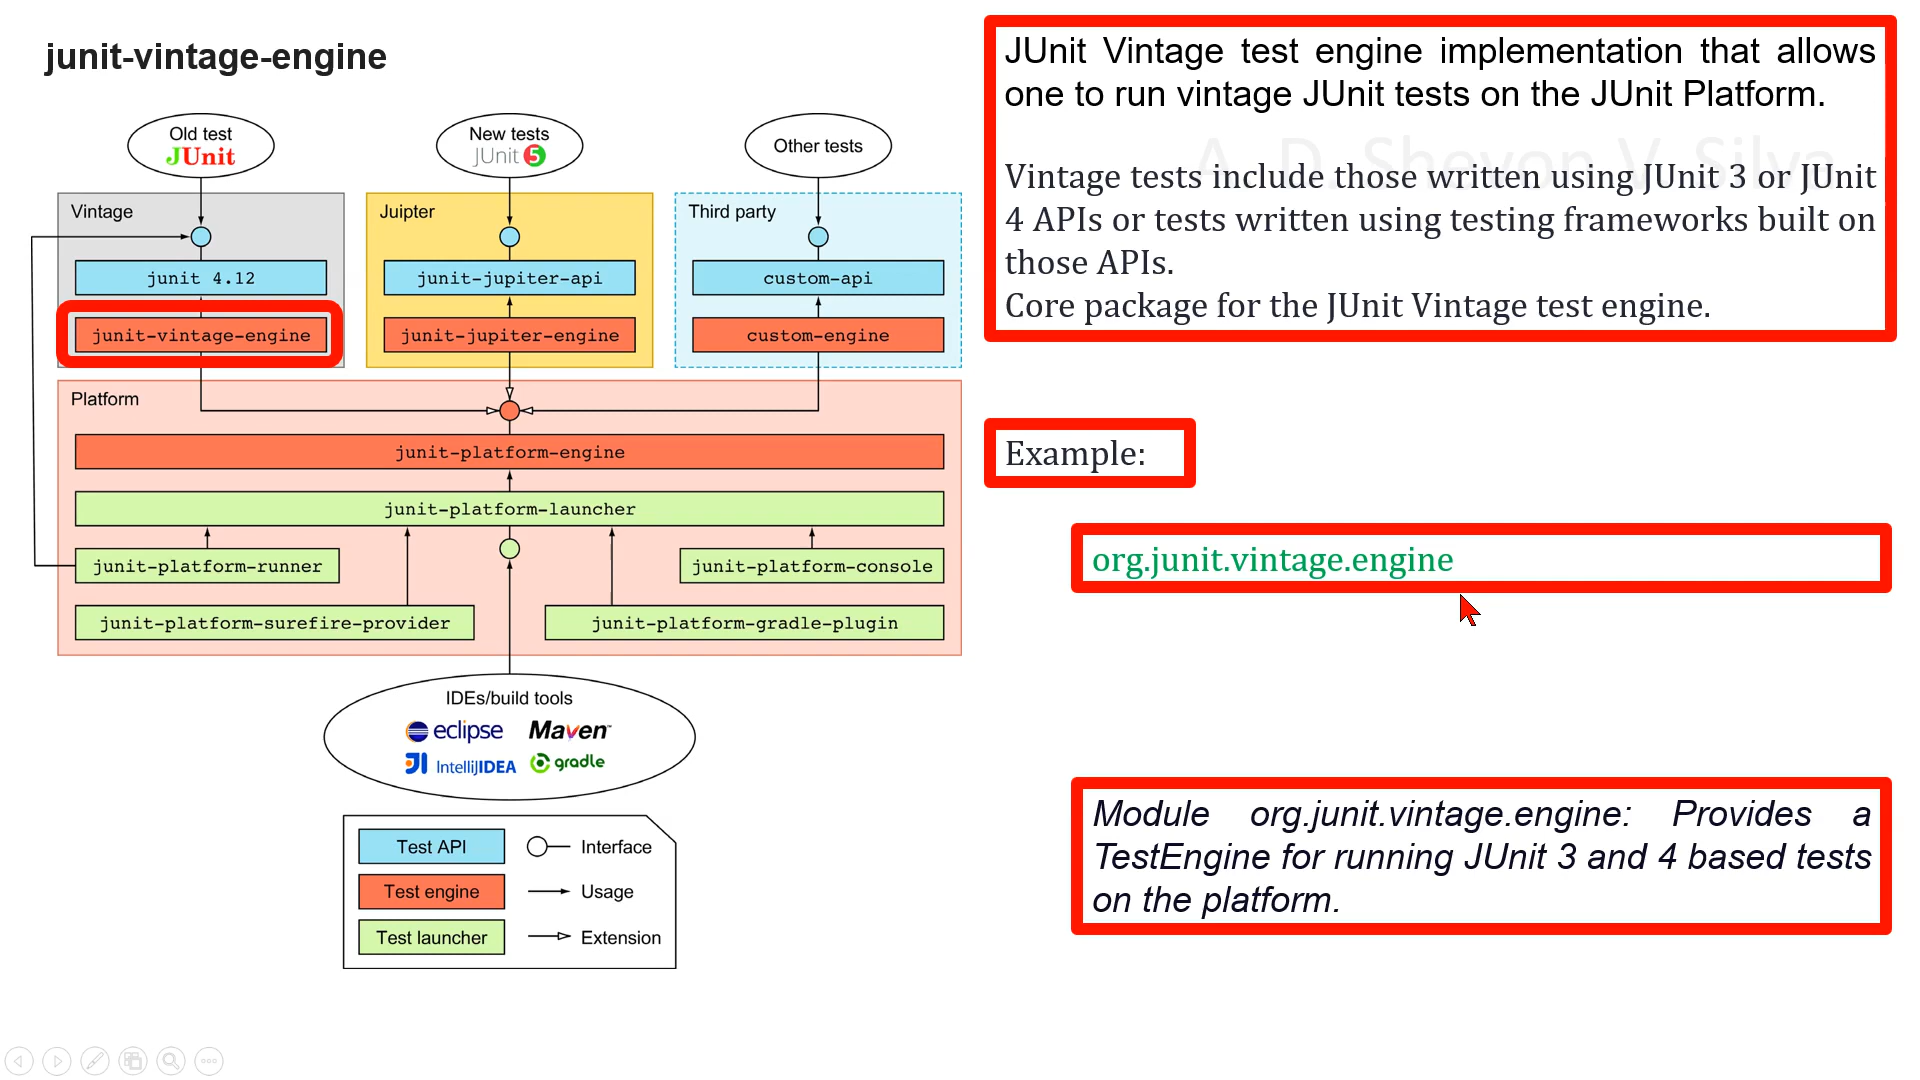 junit-vintage-engine
Old test
JUnit
New tests
JUnit 5
Other tests
Vintage
Juipter
Third party
junit 4.12
junit-jupiter-api
custom-api
junit-vintage-engine
junit-jupiter-engine
custom-engine
Platform
junit-platform-engine
junit-platform-launcher
junit-platform-runner
junit-platform-console
junit-platform-surefire-provider
junit-platform-gradle-plugin
IDEs/build tools
eclipse
Maven™
IntelliJIDEA
gradle
Test API
Interface
Test engine
Usage
Test launcher
Extension
JUnit Vintage test engine implementation that allows
one to run vintage JUnit tests on the JUnit Platform.
A. D. Shevon V. Silva
Vintage tests include those written using JUnit 3 or JUnit
4 APIs or tests written using testing frameworks built on
those APIs.
Core package for the JUnit Vintage test engine.
Example:
org.junit.vintage.engine
Module org.junit.vintage.engine: Provides a
TestEngine for running JUnit 3 and 4 based tests
on the platform.